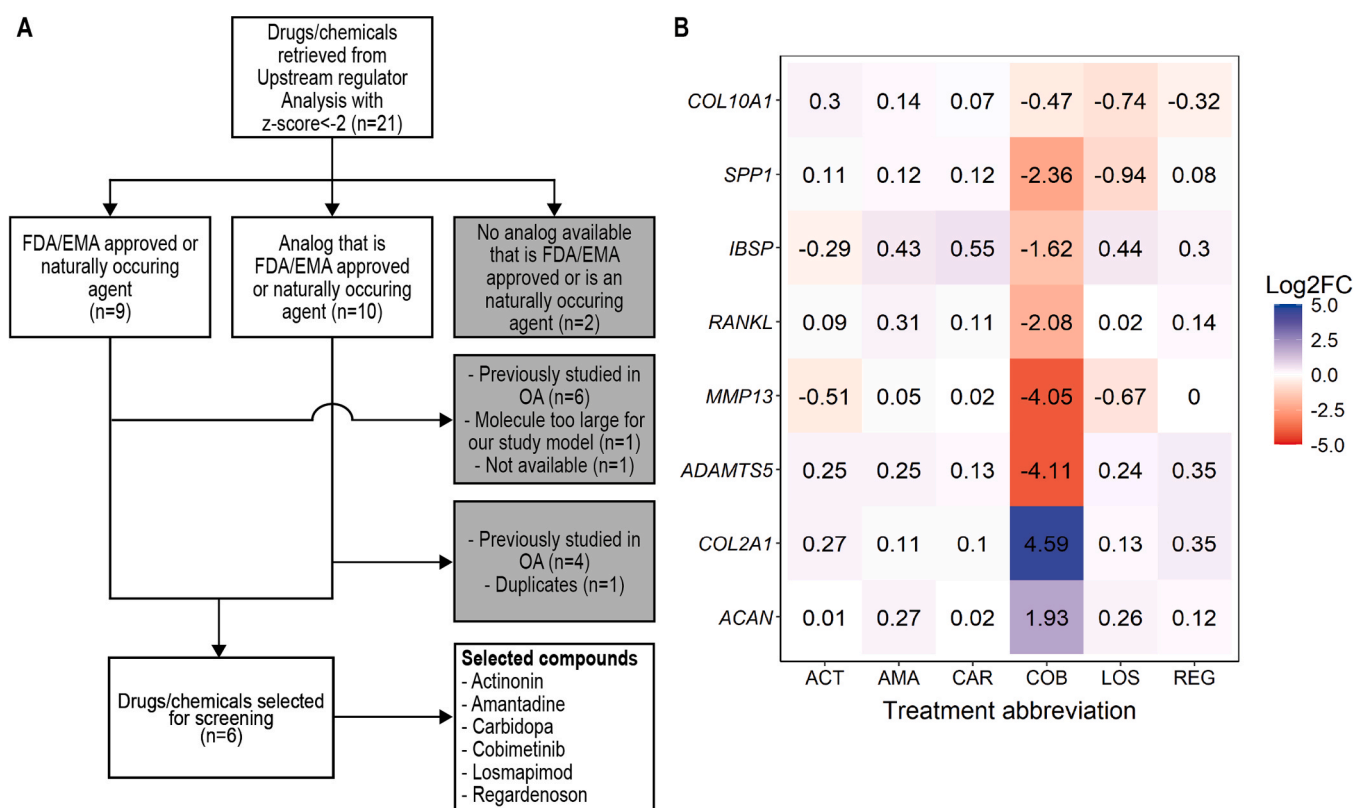 A
Drugs/chemicals
retrieved from
Upstream regulator
Analysis with
z-score<-2 (n=21)
FDA/EMA approved or
naturally occuring
agent
(n=9)
Analog that is
FDA/EMA approved
or naturally occuring
agent (n=10)
No analog available
that is FDA/EMA
approved or is an
naturally occuring
agent (n=2)
- Previously studied in
OA (n=6)
- Molecule too large for
our study model (n=1)
- Not available (n=1)
- Previously studied in
OA (n=4)
- Duplicates (n=1)
Drugs/chemicals selected
for screening
(n=6)
Selected compounds
- Actinonin
- Amantadine
- Carbidopa
- Cobimetinib
- Losmapimod
- Regardenoson
B
COL10A1 0.3 0.14 0.07 -0.47 -0.74 -0.32
SPP1 0.11 0.12 0.12 -2.36 -0.94 0.08
IBSP -0.29 0.43 0.55 -1.62 0.44 0.3
RANKL 0.09 0.31 0.11 -2.08 0.02 0.14
MMP13 -0.51 0.05 0.02 -4.05 -0.67 0
ADAMTS5 0.25 0.25 0.13 -4.11 0.24 0.35
COL2A1 0.27 0.11 0.1 4.59 0.13 0.35
ACAN 0.01 0.27 0.02 1.93 0.26 0.12
ACT AMA CAR COB LOS REG
Treatment abbreviation
Log2FC
5.0
2.5
0.0
-2.5
-5.0